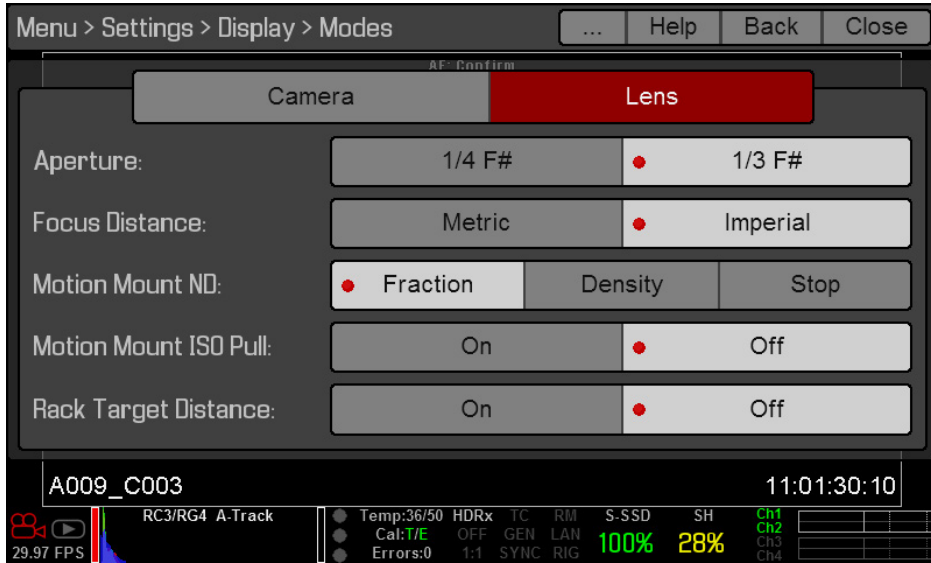 Menu > Settings > Display > Modes ... Help Back Close
AF: Confirm
Camera Lens
Aperture: 1/4 F# 1/3 F#
Focus Distance: Metric Imperial
Motion Mount ND: Fraction Density Stop
Motion Mount ISO Pull: On Off
Rack Target Distance: On Off
A009_C003 11:01:30:10
RC3/RG4 A-Track Temp:36/50 HDRx TC RM S-SSD SH Ch1
Cal:T/E OFF GEN LAN 100% 28% Ch2
Ch3
29.97 FPS Errors:0 1:1 SYNC RIG Ch4